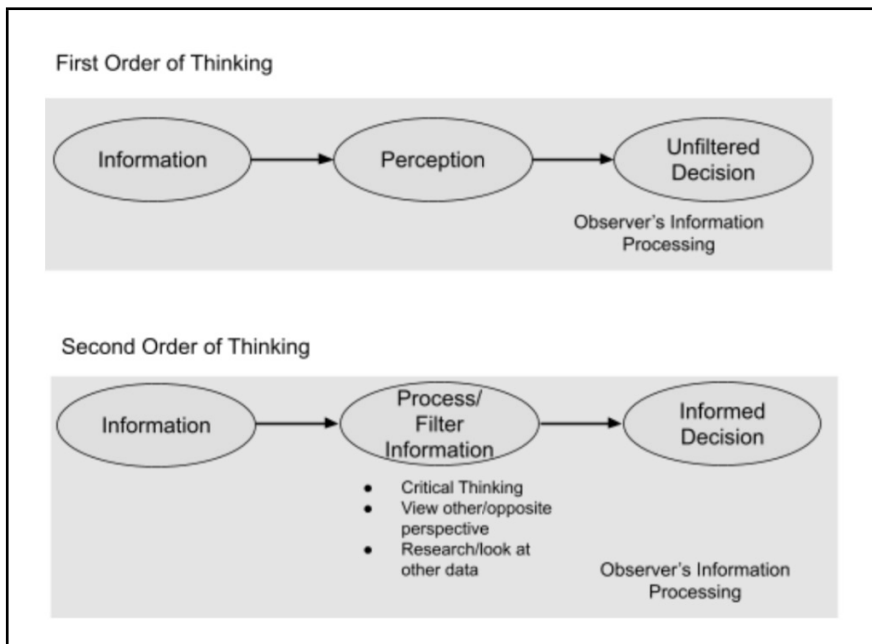 First Order of Thinking
Information
Perception
Unfiltered
Decision
Observer's Information
Processing
Second Order of Thinking
Information
Process/
Filter
Information
Informed
Decision
● Critical Thinking
● View other/opposite
perspective
● Research/look at
other data
Observer's Information
Processing